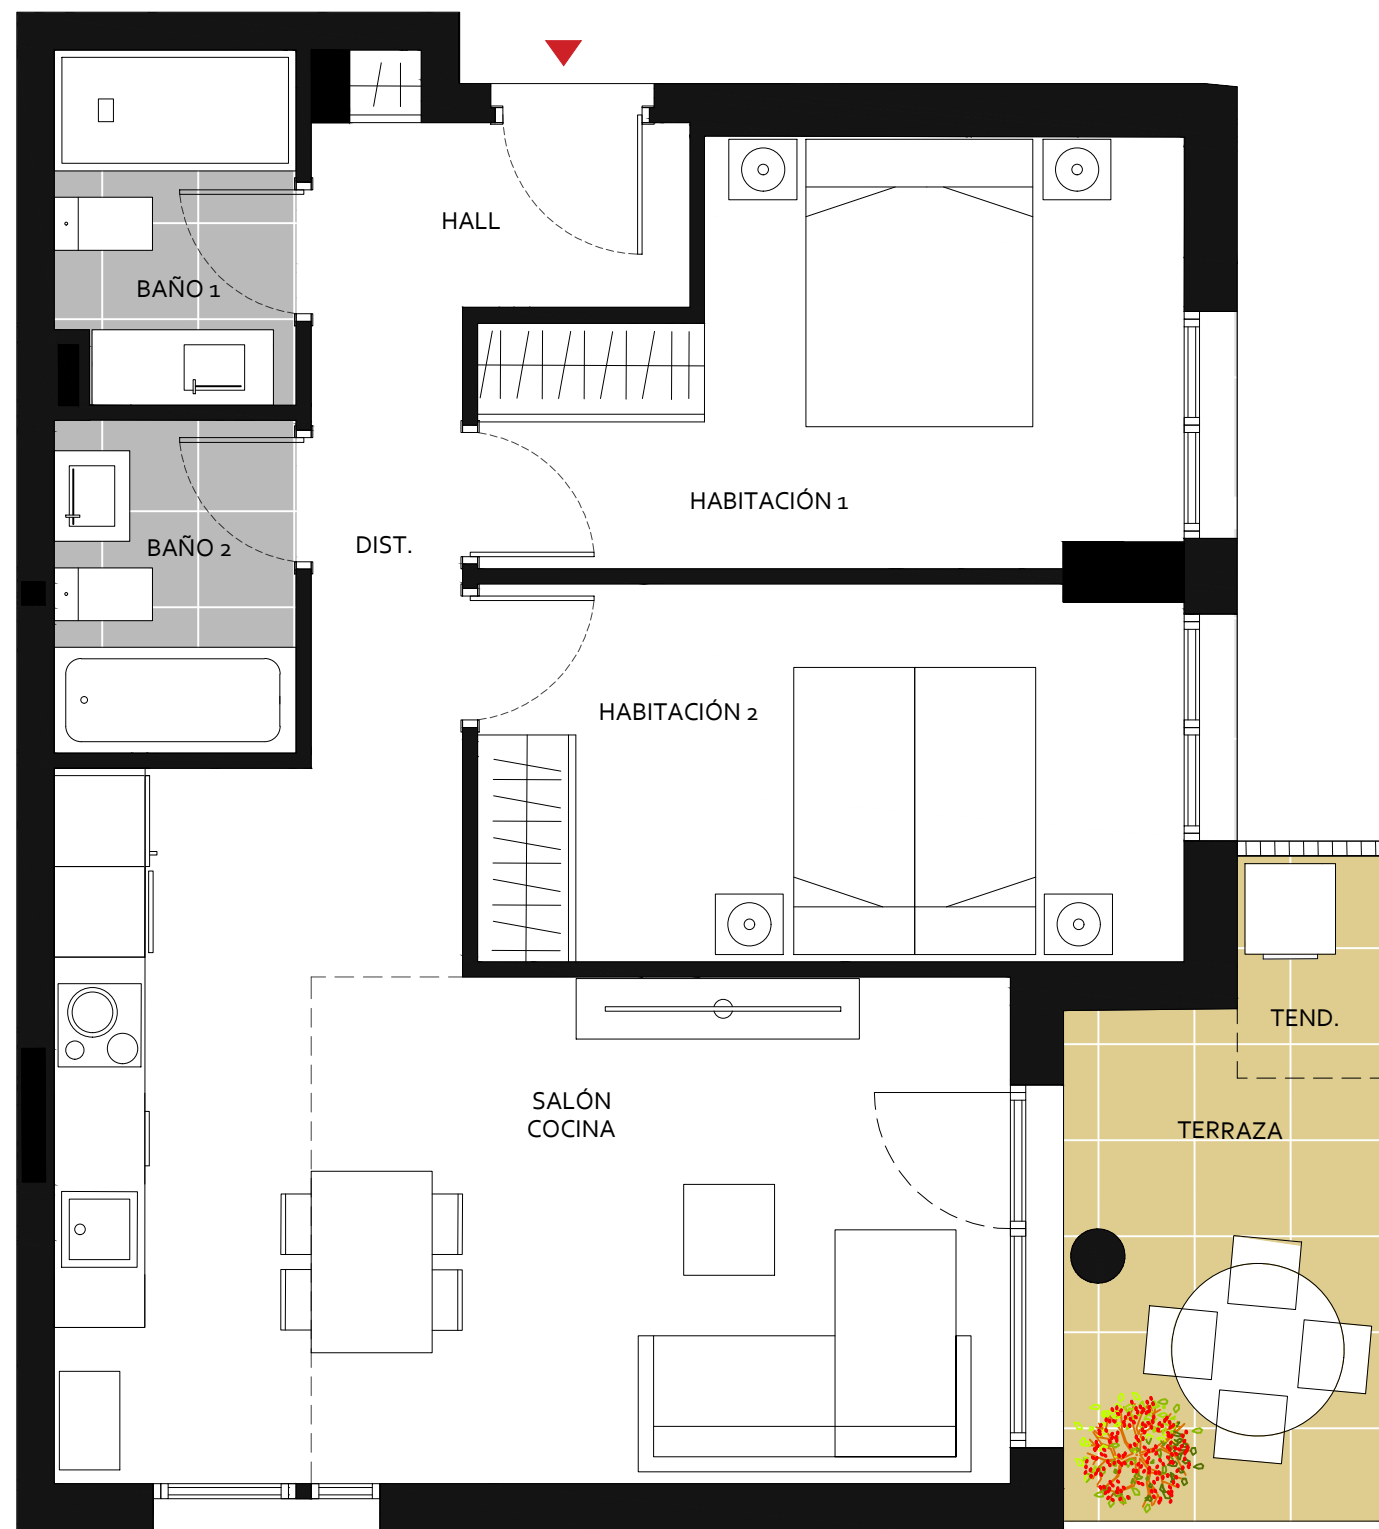 HALL
BAÑO 1
HABITACIÓN 1
DIST.
BAÑO 2
HABITACIÓN 2
TEND.
SALÓN
COCINA
TERRAZA